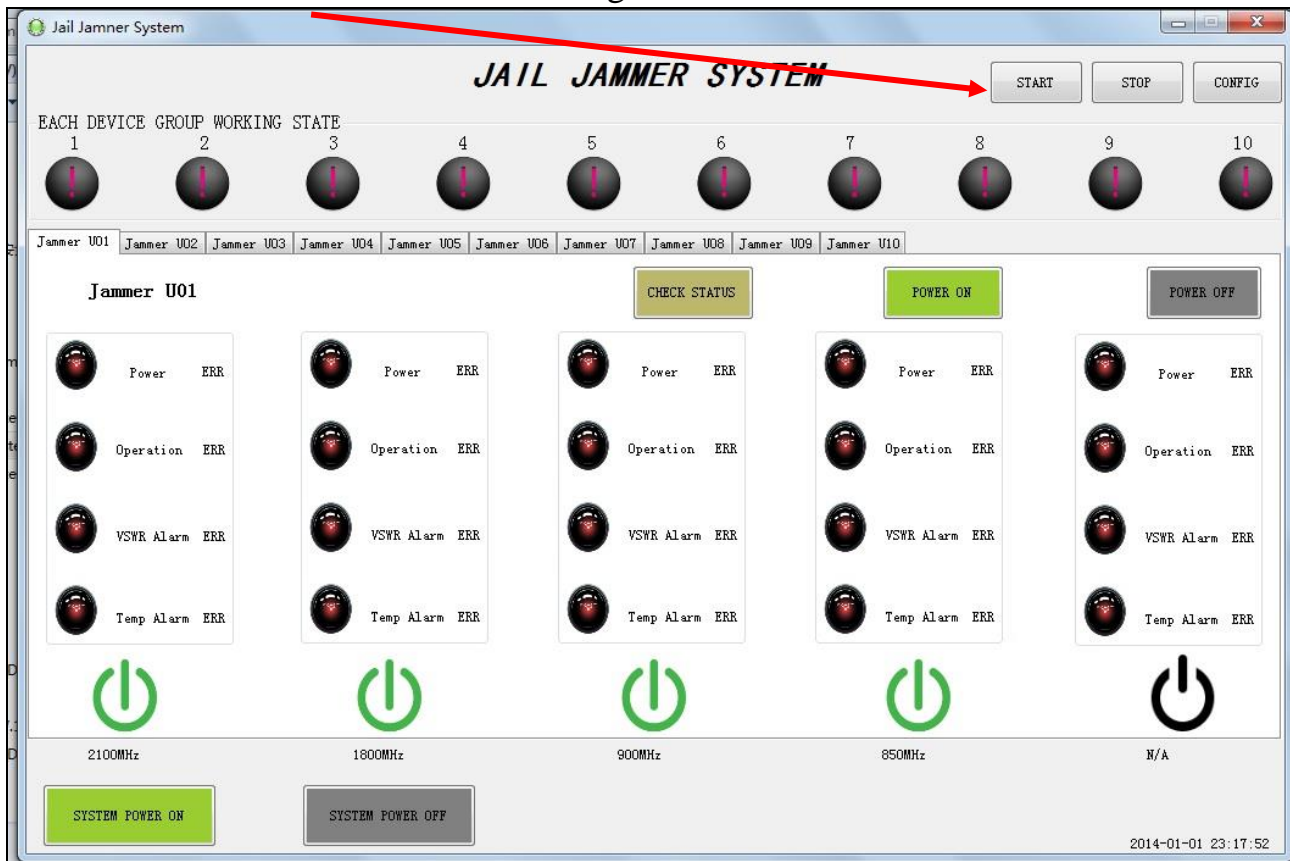 Jail Jamner System
JAIL JAMMER SYSTEM
START STOP CONFIG
EACH DEVICE GROUP WORKING STATE
1 2 3 4 5 6 7 8 9 10
Jammer U01 Jammer U02 Jammer U03 Jammer U04 Jammer U05 Jammer U06 Jammer U07 Jammer U08 Jammer U09 Jammer U10
Jammer U01 CHECK STATUS POWER ON POWER OFF
Power ERR Power ERR Power ERR Power ERR Power ERR
Operation ERR Operation ERR Operation ERR Operation ERR Operation ERR
VSWR Alarm ERR VSWR Alarm ERR VSWR Alarm ERR VSWR Alarm ERR VSWR Alarm ERR
Temp Alarm ERR Temp Alarm ERR Temp Alarm ERR Temp Alarm ERR Temp Alarm ERR
2100MHz 1800MHz 900MHz 850MHz N/A
SYSTEM POWER ON SYSTEM POWER OFF
2014-01-01 23:17:52